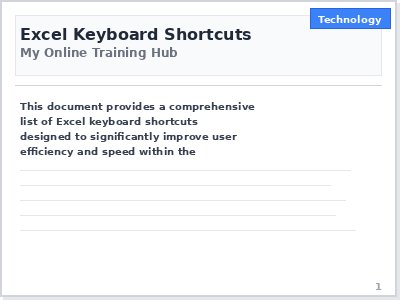 Technology
Excel Keyboard Shortcuts
My Online Training Hub
This document provides a comprehensive
list of Excel keyboard shortcuts
designed to significantly improve user
efficiency and speed within the
1